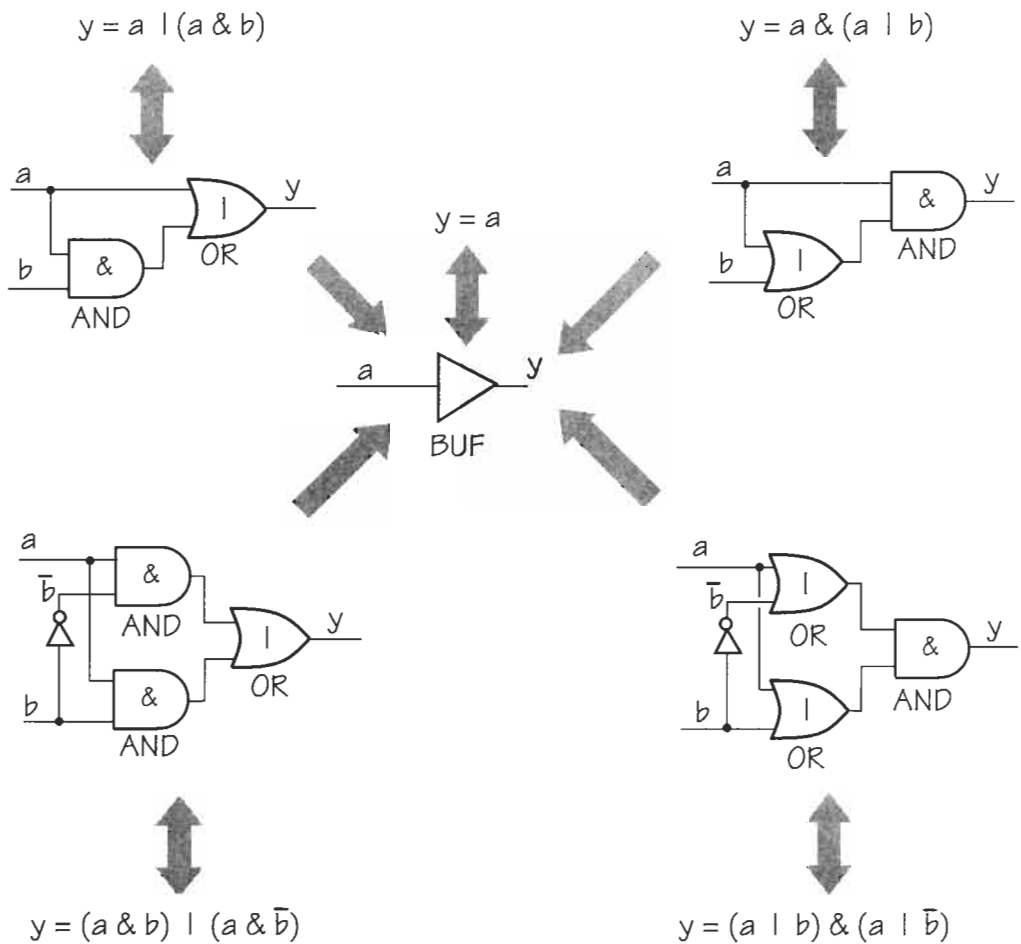 y = a | (a & b)
y = a & (a | b)
a
y
|
OR
b
&
AND
y = a
a
y
BUF
a
&
y
AND
b
|
OR
a
b̅
&
AND
|
y
OR
b
&
AND
a
b̅
|
OR
&
y
AND
b
|
OR
y = (a & b) | (a & b̅)
y = (a | b) & (a | b̅)